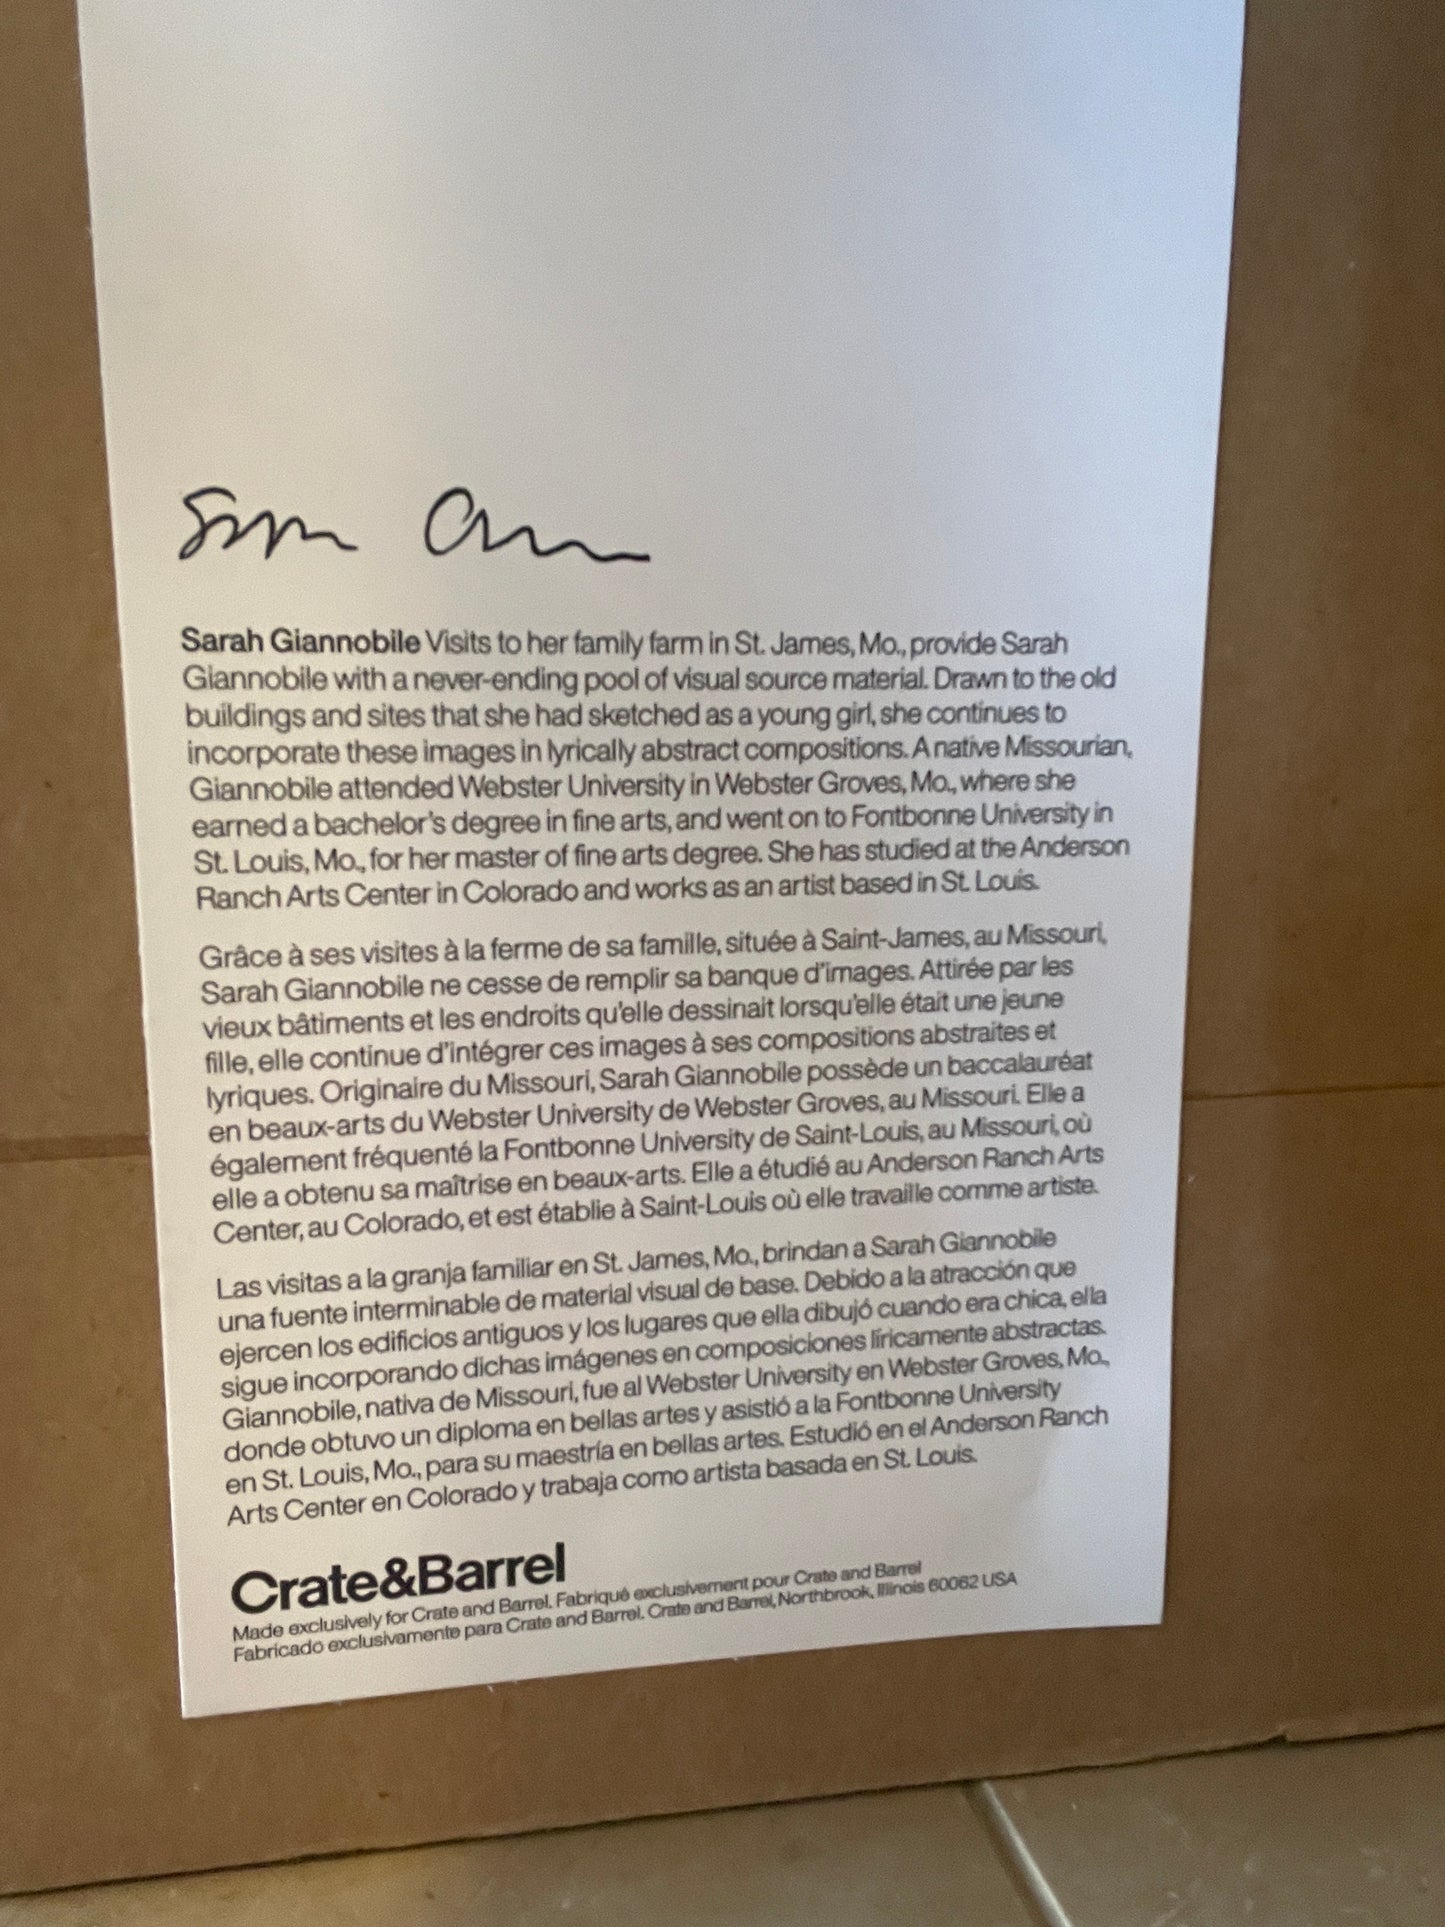 Sarah Giannobile Visits to her family farm in St. James, Mo., provide Sarah
Giannobile with a never-ending pool of visual source material. Drawn to the old
buildings and sites that she had sketched as a young girl, she continues to
incorporate these images in lyrically abstract compositions. A native Missourian,
Giannobile attended Webster University in Webster Groves, Mo., where she
earned a bachelor's degree in fine arts, and went on to Fontbonne University in
St. Louis, Mo., for her master of fine arts degree. She has studied at the Anderson
Ranch Arts Center in Colorado and works as an artist based in St. Louis.
Grâce à ses visites à la ferme de sa famille, située à Saint-James, au Missouri,
Sarah Giannobile ne cesse de remplir sa banque d'images. Attirée par les
vieux bâtiments et les endroits qu'elle dessinait lorsqu'elle était une jeune
fille, elle continue d'intégrer ces images à ses compositions abstraites et
lyriques. Originaire du Missouri, Sarah Giannobile possède un baccalauréat
en beaux-arts du Webster University de Webster Groves, au Missouri. Elle a
également fréquenté la Fontbonne University de Saint-Louis, au Missouri, où
elle a obtenu sa maîtrise en beaux-arts. Elle a étudié au Anderson Ranch Arts
Center, au Colorado, et est établie à Saint-Louis où elle travaille comme artiste.
Las visitas a la granja familiar en St. James, Mo., brindan a Sarah Giannobile
una fuente interminable de material visual de base. Debido a la atracción que
ejercen los edificios antiguos y los lugares que ella dibujó cuando era chica, ella
sigue incorporando dichas imágenes en composiciones líricamente abstractas.
Giannobile, nativa de Missouri, fue al Webster University en Webster Groves, Mo.,
donde obtuvo un diploma en bellas artes y asistió a la Fontbonne University
en St. Louis, Mo., para su maestría en bellas artes. Estudió en el Anderson Ranch
Arts Center en Colorado y trabaja como artista basada en St. Louis.
Crate&Barrel
Made exclusively for Crate and Barrel. Fabriqué exclusivement pour Crate and Barrel
Fabricado exclusivamente para Crate and Barrel. Crate and Barrel, Northbrook, Illinois 60062 USA